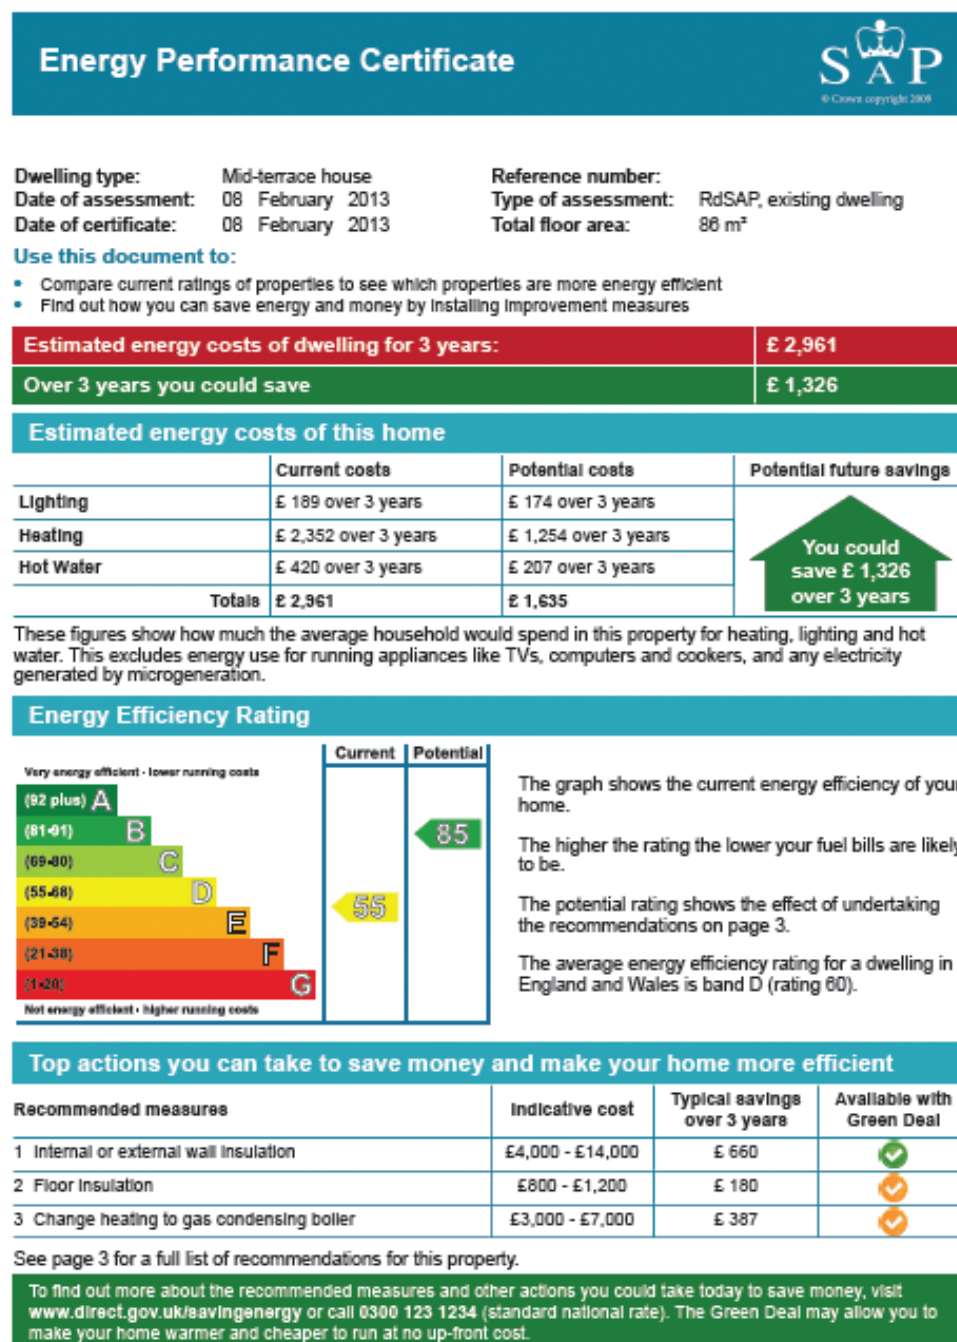 Energy Performance Certificate
SAP
© Crown copyright 2009
Dwelling type: Mid-terrace house Reference number:
Date of assessment: 08 February 2013 Type of assessment: RdSAP, existing dwelling
Date of certificate: 08 February 2013 Total floor area: 86 m²
Use this document to:
• Compare current ratings of properties to see which properties are more energy efficient
• Find out how you can save energy and money by installing improvement measures
Estimated energy costs of dwelling for 3 years: £ 2,961
Over 3 years you could save £ 1,326
Estimated energy costs of this home
Current costs Potential costs Potential future savings
Lighting £ 189 over 3 years £ 174 over 3 years
Heating £ 2,352 over 3 years £ 1,254 over 3 years
Hot Water £ 420 over 3 years £ 207 over 3 years
Totals £ 2,961 £ 1,635
You could
save £ 1,326
over 3 years
These figures show how much the average household would spend in this property for heating, lighting and hot
water. This excludes energy use for running appliances like TVs, computers and cookers, and any electricity
generated by microgeneration.
Energy Efficiency Rating
Current Potential
Very energy efficient - lower running costs
(92 plus) A
(81-91) B
(69-80) C
(55-68) D
(39-54) E
(21-38) F
(1-20) G
Not energy efficient - higher running costs
55
85
The graph shows the current energy efficiency of your
home.
The higher the rating the lower your fuel bills are likely
to be.
The potential rating shows the effect of undertaking
the recommendations on page 3.
The average energy efficiency rating for a dwelling in
England and Wales is band D (rating 60).
Top actions you can take to save money and make your home more efficient
Recommended measures Indicative cost Typical savings over 3 years Available with Green Deal
1 Internal or external wall insulation £4,000 - £14,000 £ 660
2 Floor insulation £800 - £1,200 £ 180
3 Change heating to gas condensing boiler £3,000 - £7,000 £ 387
See page 3 for a full list of recommendations for this property.
To find out more about the recommended measures and other actions you could take today to save money, visit
www.direct.gov.uk/savingenergy or call 0300 123 1234 (standard national rate). The Green Deal may allow you to
make your home warmer and cheaper to run at no up-front cost.